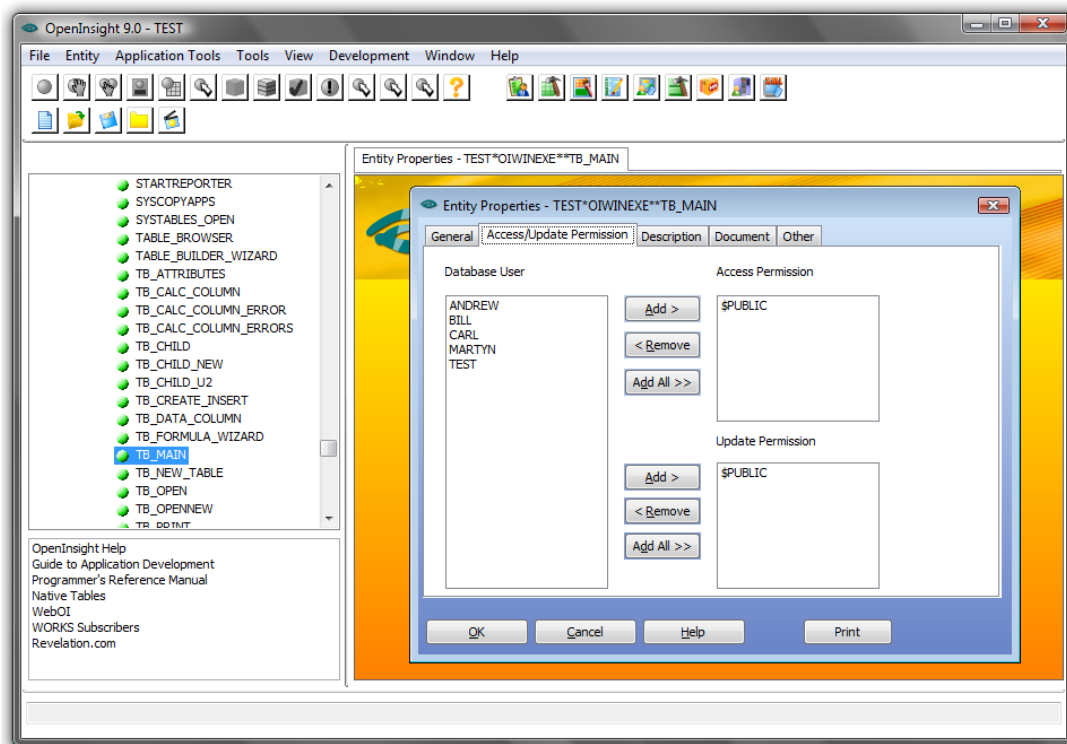 OpenInsight 9.0 - TEST
File Entity Application Tools Tools View Development Window Help
Entity Properties - TEST*OIWINEXE**TB_MAIN
STARTREPORTER
SYSCOPYAPPS
SYSTABLES_OPEN
TABLE_BROWSER
TABLE_BUILDER_WIZARD
TB_ATTRIBUTES
TB_CALC_COLUMN
TB_CALC_COLUMN_ERROR
TB_CALC_COLUMN_ERRORS
TB_CHILD
TB_CHILD_NEW
TB_CHILD_U2
TB_CREATE_INSERT
TB_DATA_COLUMN
TB_FORMULA_WIZARD
TB_MAIN
TB_NEW_TABLE
TB_OPEN
TB_OPENNEW
TB_PRINT
OpenInsight Help
Guide to Application Development
Programmer's Reference Manual
Native Tables
WebOI
WORKS Subscribers
Revelation.com
Entity Properties - TEST*OIWINEXE**TB_MAIN
General Access/Update Permission Description Document Other
Database User
ANDREW
BILL
CARL
MARTYN
TEST
Add >
< Remove
Add All >>
Access Permission
$PUBLIC
Update Permission
Add >
< Remove
Add All >>
$PUBLIC
OK Cancel Help Print